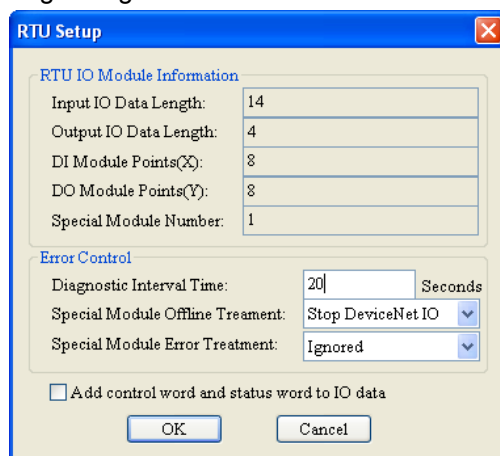 RTU Setup
RTU IO Module Information
Input IO Data Length: 14
Output IO Data Length: 4
DI Module Points(X): 8
DO Module Points(Y): 8
Special Module Number: 1
Error Control
Diagnostic Interval Time: 20 Seconds
Special Module Offline Treament: Stop DeviceNet IO
Special Module Error Treatment: Ignored
Add control word and status word to IO data
OK Cancel